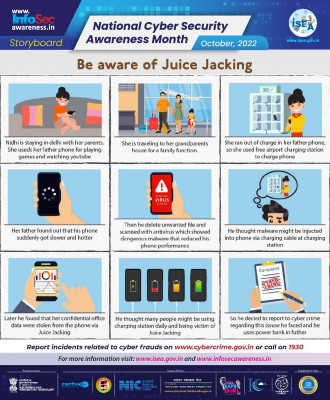 www.
InfoSec
awareness.in
Storyboard
National Cyber Security
Awareness Month
October, 2022
ISEA
www.isea.gov.in
Be aware of Juice Jacking
Nidhi is staying in delhi with her parents.
She useds her father phone for playing
games and watching youtube
She is traveling to her grandparents
house for a family function.
She ran out of charge in her father phone,
so she used free airport charging station
to charge phone
Her father found out that his phone
suddenly got slower and hotter
VIRUS
Then he delete unwanted file and
scanned with antivirus which showed
dangerous malware that reduced his
phone performance
He thought malware might be injected
into phone via charging cable at charging
station
Later he found that her confidential office
data were stolen from the phone via
Juice Jacking
He thought many people might be using
charging station daily and being victim of
Juice Jacking
Complaint
So he decided to report to cyber crime
regarding this issue he faced and he
uses power bank in futher
Report incidents related to cyber frauds on www.cybercrime.gov.in or call on 1930
For more information visit: www.isea.gov.in and www.infosecawareness.in
NIC